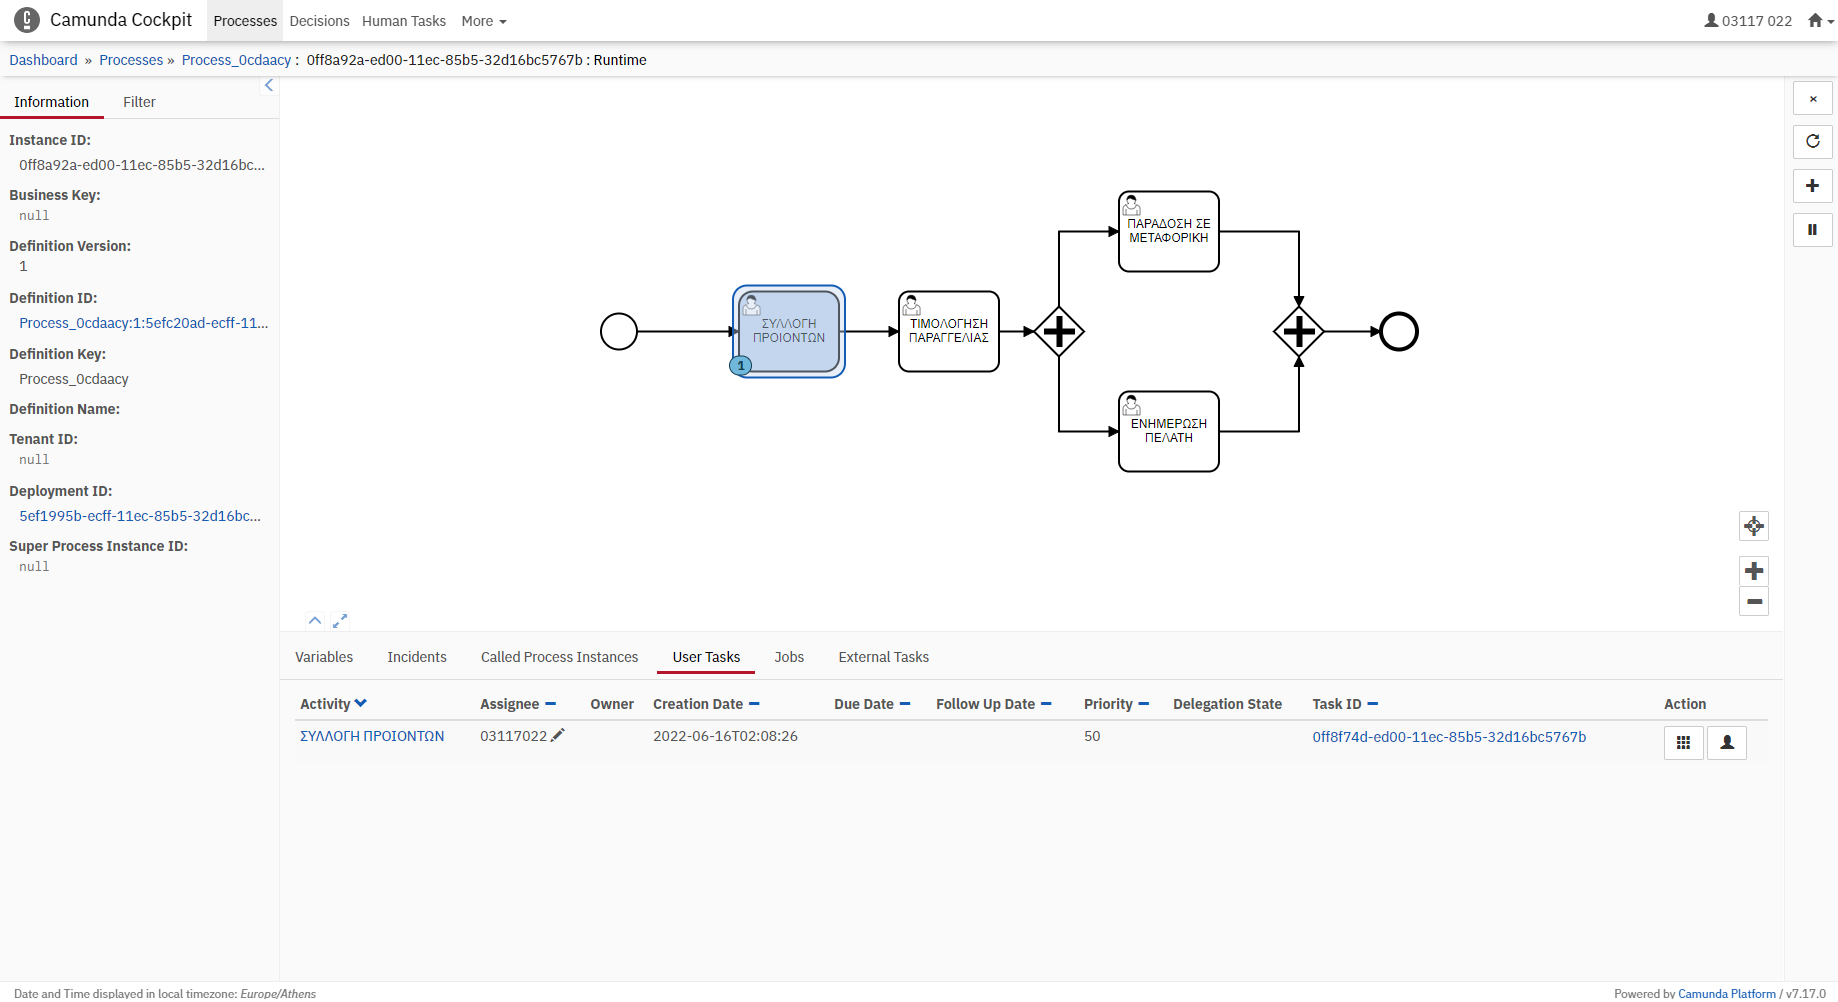 Camunda Cockpit Processes Decisions Human Tasks More 03117 022
Dashboard » Processes » Process_0cdaacy : 0ff8a92a-ed00-11ec-85b5-32d16bc5767b : Runtime
Information Filter
Instance ID:
0ff8a92a-ed00-11ec-85b5-32d16bc...
Business Key:
null
Definition Version:
1
Definition ID:
Process_0cdaacy:1:5efc20ad-ecff-11...
Definition Key:
Process_0cdaacy
Definition Name:
Tenant ID:
null
Deployment ID:
5ef1995b-ecff-11ec-85b5-32d16bc...
Super Process Instance ID:
null
ΣΥΛΛΟΓΗ
ΠΡΟΙΟΝΤΩΝ
1
ΤΙΜΟΛΟΓΗΣΗ
ΠΑΡΑΓΓΕΛΙΑΣ
ΠΑΡΑΔΟΣΗ ΣΕ
ΜΕΤΑΦΟΡΙΚΗ
ΕΝΗΜΕΡΩΣΗ
ΠΕΛΑΤΗ
Variables Incidents Called Process Instances User Tasks Jobs External Tasks
Activity Assignee Owner Creation Date Due Date Follow Up Date Priority Delegation State Task ID Action
ΣΥΛΛΟΓΗ ΠΡΟΙΟΝΤΩΝ 03117022 2022-06-16T02:08:26 50 0ff8f74d-ed00-11ec-85b5-32d16bc5767b
Date and Time displayed in local timezone: Europe/Athens
Powered by Camunda Platform / v7.17.0